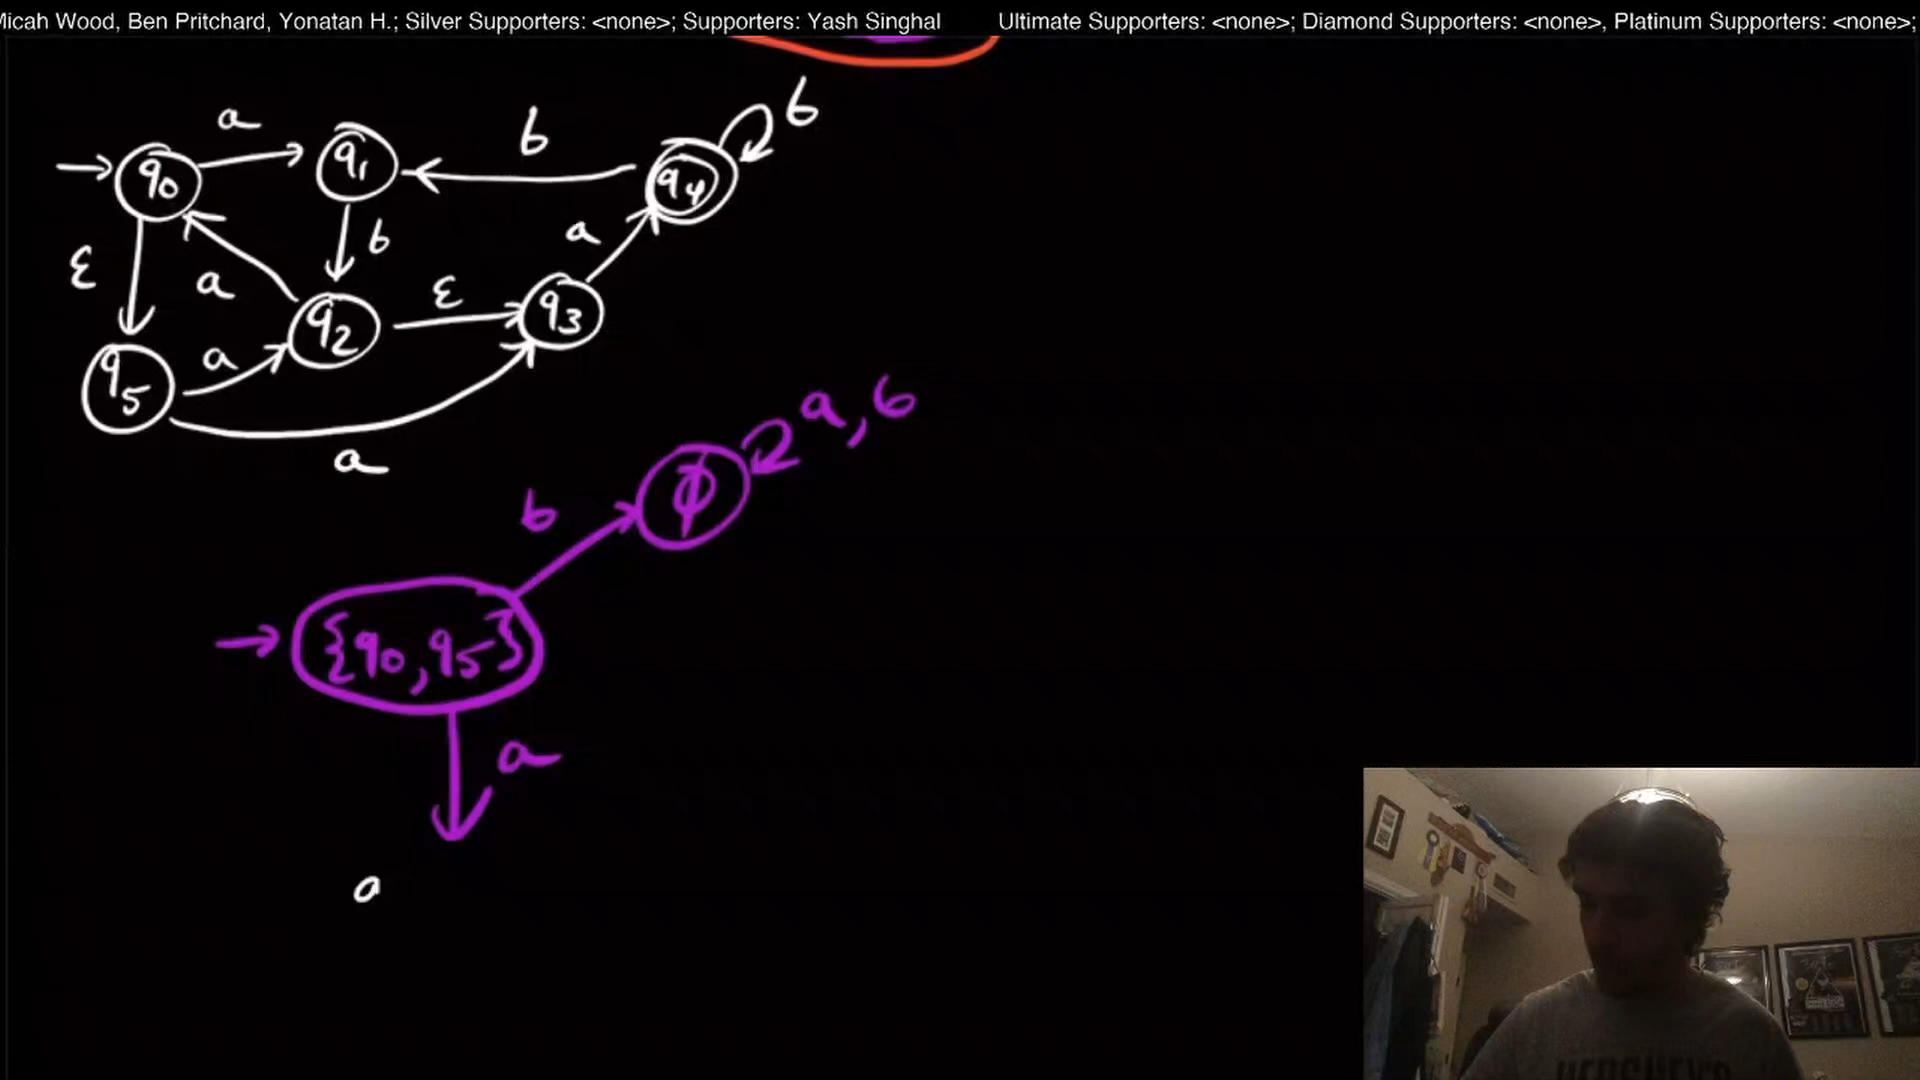 Micah Wood, Ben Pritchard, Yonatan H.; Silver Supporters: <none>; Supporters: Yash Singhal Ultimate Supporters: <none>; Diamond Supporters: <none>, Platinum Supporters: <none>;
a
b
b
q0
q1
q4
ε
a
b
ε
a
q2
q3
q5
a
a
a,b
b
ϕ
{q0,q5}
a
a